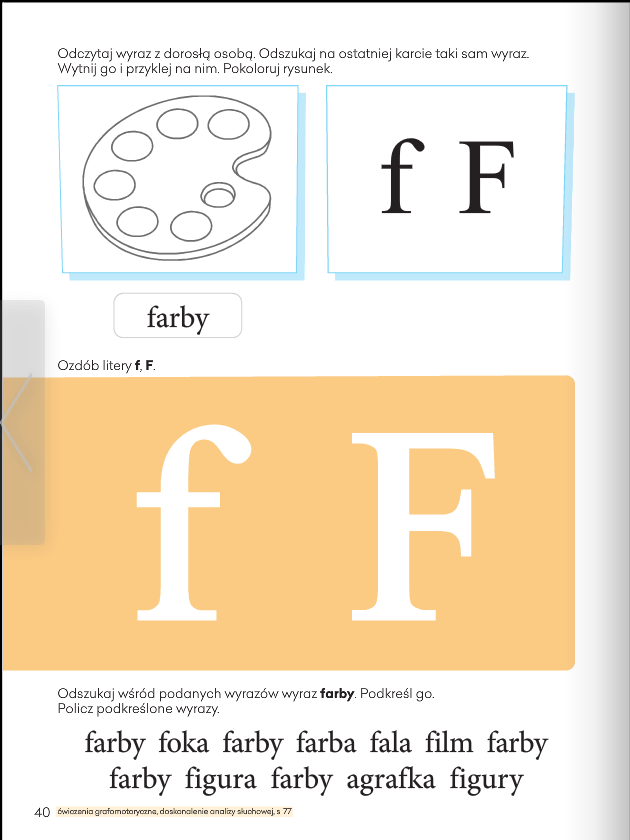 Odczytaj wyraz z dorosłą osobą. Odszukaj na ostatniej karcie taki sam wyraz.
Wytnij go i przyklej na nim. Pokoloruj rysunek.
f F
farby
Ozdób litery f, F.
f F
Odszukaj wśród podanych wyrazów wyraz farby. Podkreśl go.
Policz podkreślone wyrazy.
farby foka farby farba fala film farby
farby figura farby agrafka figury
40 ćwiczenia grafomotoryczne, doskonalenie analizy słuchowej, s 77